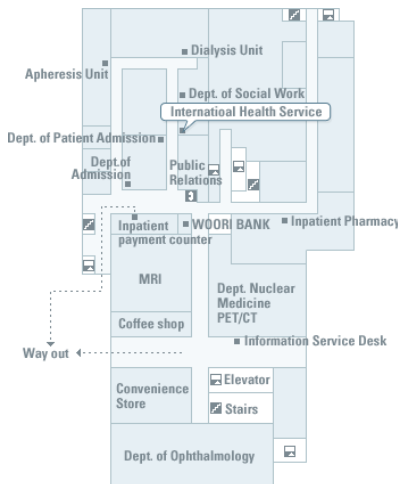 Dialysis Unit
Apheresis Unit
Dept. of Social Work
Internatioal Health Service
Dept. of Patient Admission
Dept.of
Admission
Public
Relations
Inpatient
payment counter
WOORI BANK
Inpatient Pharmacy
MRI
Dept. Nuclear
Medicine
PET/CT
Coffee shop
Information Service Desk
Way out
Convenience
Store
Elevator
Stairs
Dept. of Ophthalmology